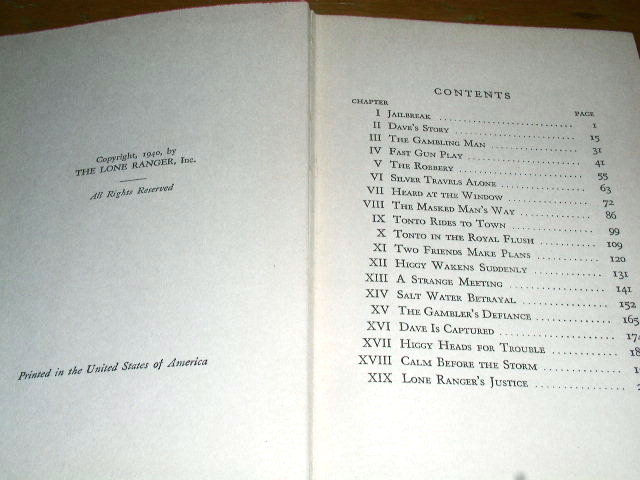 Copyright, 1940, by
THE LONE RANGER, Inc.
All Rights Reserved
Printed in the United States of America
CONTENTS
CHAPTER PAGE
I JAILBREAK 1
II DAVE'S STORY 15
III THE GAMBLING MAN 31
IV FAST GUN PLAY 41
V THE ROBBERY 55
VI SILVER TRAVELS ALONE 63
VII HEARD AT THE WINDOW 72
VIII THE MASKED MAN'S WAY 86
IX TONTO RIDES TO TOWN 99
X TONTO IN THE ROYAL FLUSH 109
XI TWO FRIENDS MAKE PLANS 120
XII HIGGY WAKENS SUDDENLY 131
XIII A STRANGE MEETING 141
XIV SALT WATER BETRAYAL 152
XV THE GAMBLER'S DEFIANCE 165
XVI DAVE IS CAPTURED 174
XVII HIGGY HEADS FOR TROUBLE
XVIII CALM BEFORE THE STORM
XIX LONE RANGER'S JUSTICE